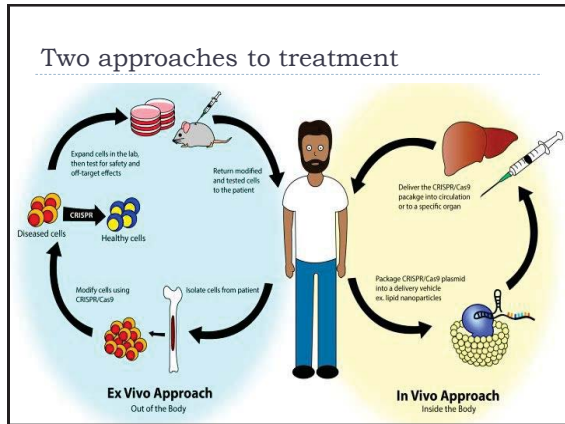 Two approaches to treatment
Expand cells in the lab,
then test for safety and
off-target effects
Return modified
and tested cells
to the patient
CRISPR
Diseased cells
Healthy cells
Modify cells using
CRISPR/Cas9
Isolate cells from patient
Ex Vivo Approach
Out of the Body
Deliver the CRISPR/Cas9
pacakge into circulation
or to a specific organ
Package CRISPR/Cas9 plasmid
into a delivery vehicle
ex. lipid nanoparticles
In Vivo Approach
Inside the Body